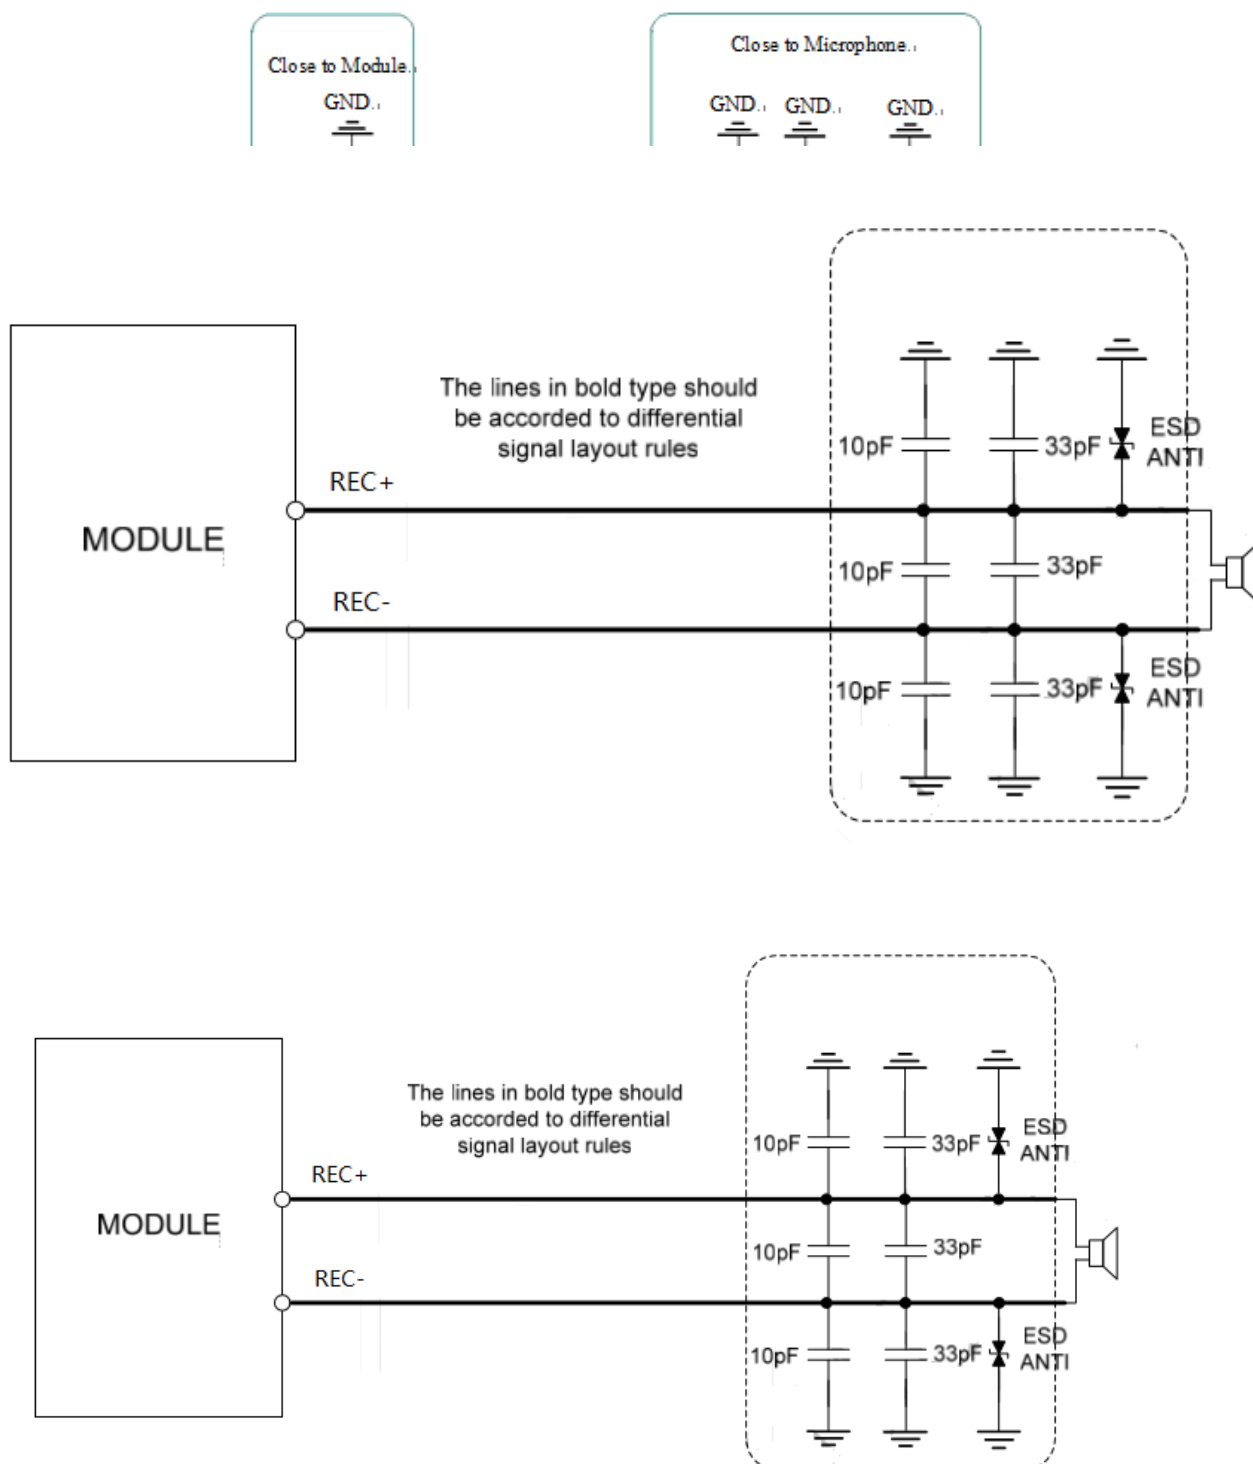 Close to Module.
Close to Microphone.
GND.
GND.
GND.
GND.
The lines in bold type should
be accorded to differential
signal layout rules
10pF
33pF
ESD
ANTI
REC+
MODULE
10pF
33pF
REC-
10pF
33pF
ESD
ANTI
The lines in bold type should
be accorded to differential
signal layout rules
10pF
33pF
ESD
ANTI
REC+
MODULE
10pF
33pF
REC-
10pF
33pF
ESD
ANTI